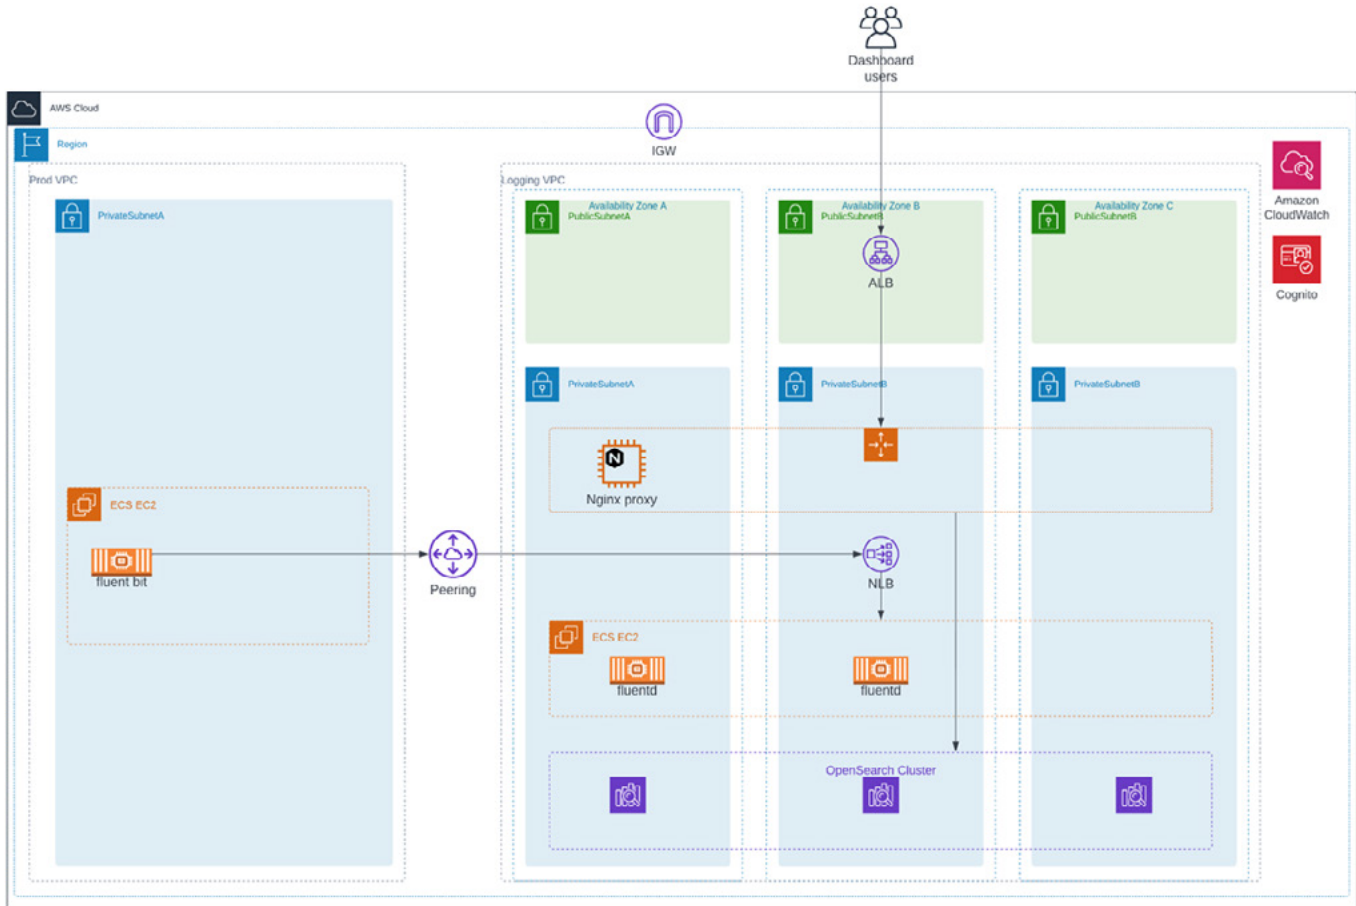 Dashboard
users
AWS Cloud
IGW
Region
Prod VPC
Logging VPC
Amazon
CloudWatch
Cognito
PrivateSubnetA
Availability Zone A
PublicSubnetA
Availability Zone B
PublicSubnetB
Availability Zone C
PublicSubnetB
ALB
PrivateSubnetA
PrivateSubnetB
PrivateSubnetB
Nginx proxy
ECS EC2
fluent bit
Peering
NLB
ECS EC2
fluentd
fluentd
OpenSearch Cluster